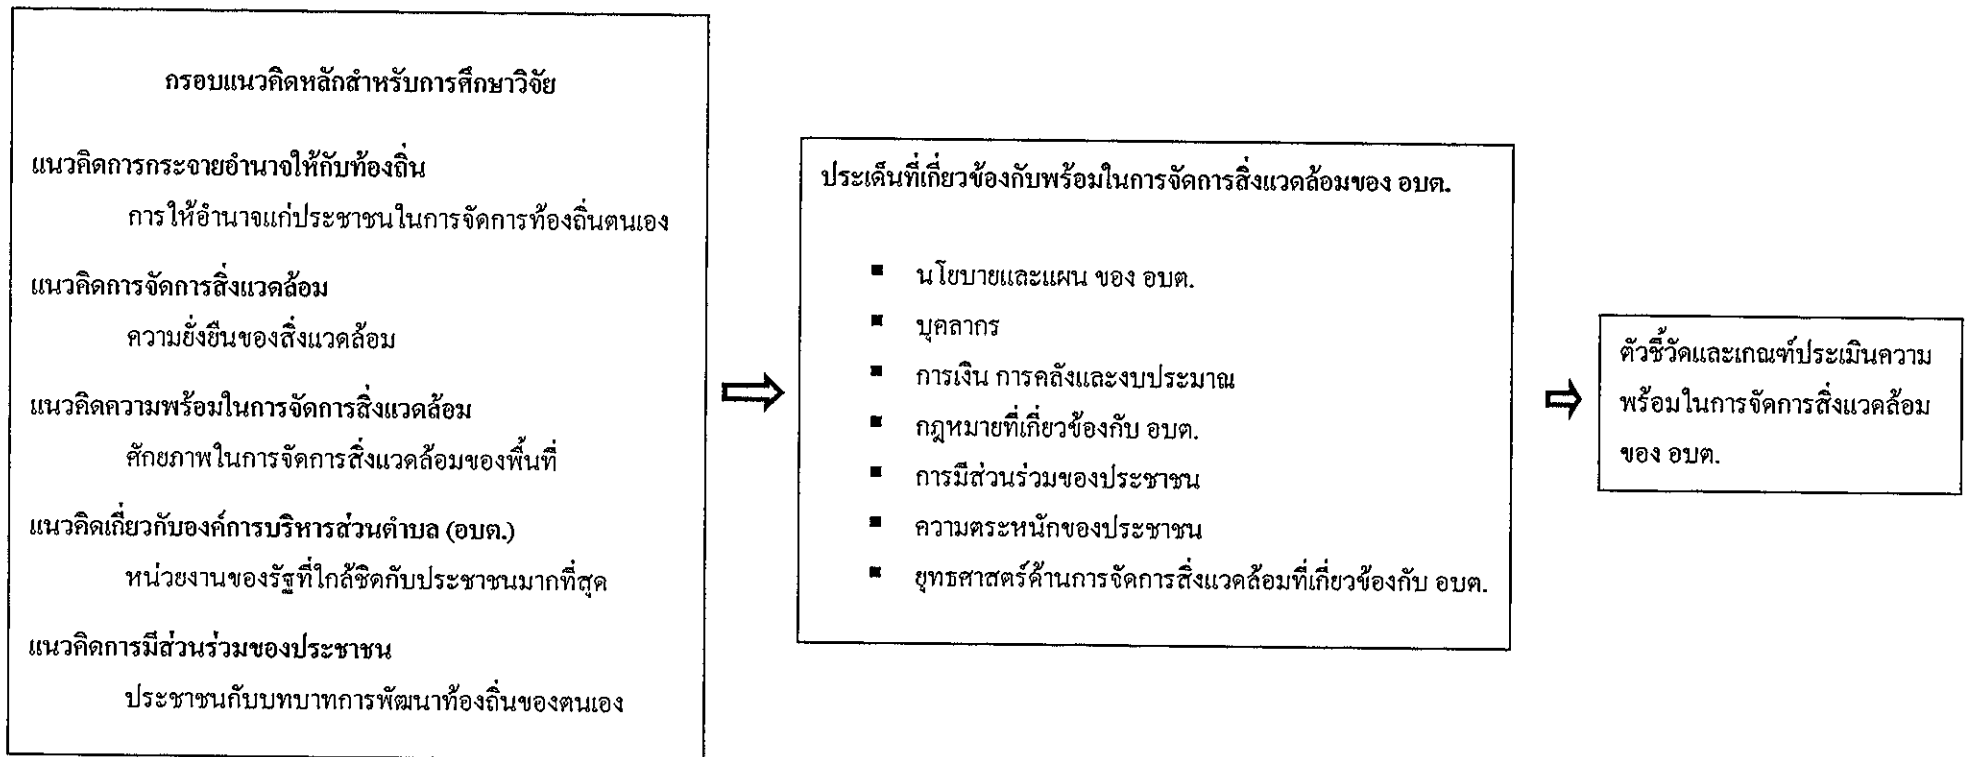 กรอบแนวคิดหลักสำหรับการศึกษาวิจัย
แนวคิดการกระจายอำนาจให้กับท้องถิ่น
การให้อำนาจแก่ประชาชนในการจัดการท้องถิ่นตนเอง
แนวคิดการจัดการสิ่งแวดล้อม
ความยั่งยืนของสิ่งแวดล้อม
แนวคิดความพร้อมในการจัดการสิ่งแวดล้อม
ศักยภาพในการจัดการสิ่งแวดล้อมของพื้นที่
แนวคิดเกี่ยวกับองค์การบริหารส่วนตำบล (อบต.)
หน่วยงานของรัฐที่ใกล้ชิดกับประชาชนมากที่สุด
แนวคิดการมีส่วนร่วมของประชาชน
ประชาชนกับบทบาทการพัฒนาท้องถิ่นของตนเอง
ประเด็นที่เกี่ยวข้องกับพร้อมในการจัดการสิ่งแวดล้อมของ อบต.
▪ นโยบายและแผน ของ อบต.
▪ บุคลากร
▪ การเงิน การคลังและงบประมาณ
▪ กฎหมายที่เกี่ยวข้องกับ อบต.
▪ การมีส่วนร่วมของประชาชน
▪ ความตระหนักของประชาชน
▪ ยุทธศาสตร์ด้านการจัดการสิ่งแวดล้อมที่เกี่ยวข้องกับ อบต.
ตัวชี้วัดและเกณฑ์ประเมินความ
พร้อมในการจัดการสิ่งแวดล้อม
ของ อบต.